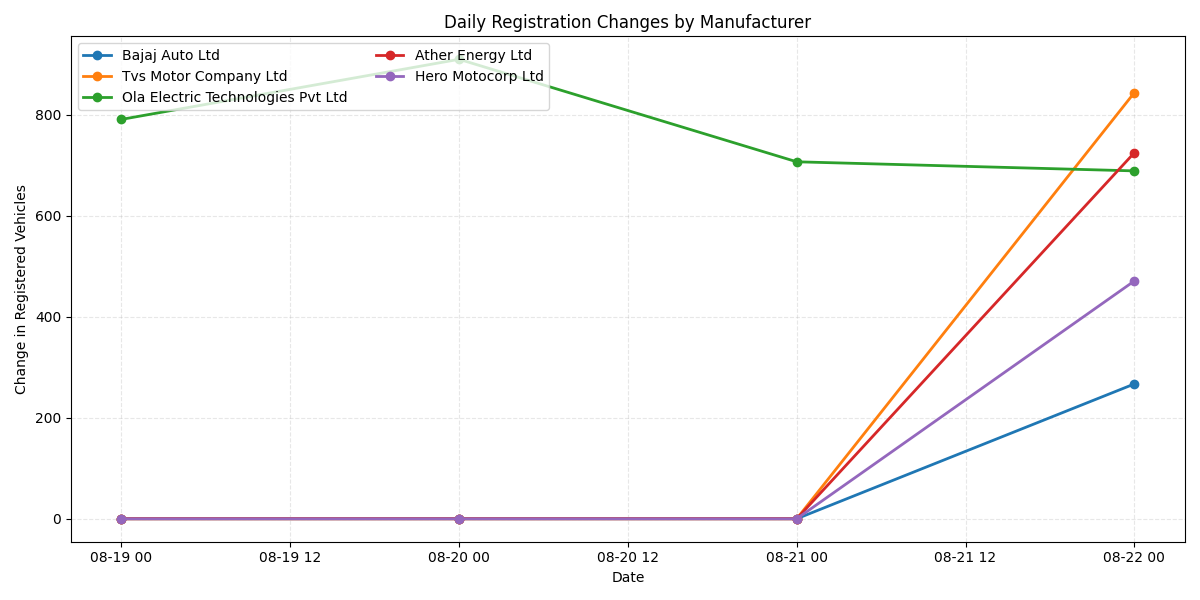 Daily Registration Changes by Manufacturer
Bajaj Auto Ltd
Tvs Motor Company Ltd
Ola Electric Technologies Pvt Ltd
Ather Energy Ltd
Hero Motocorp Ltd
Change in Registered Vehicles
800
600
400
200
0
08-19 00
08-19 12
08-20 00
08-20 12
08-21 00
08-21 12
08-22 00
Date